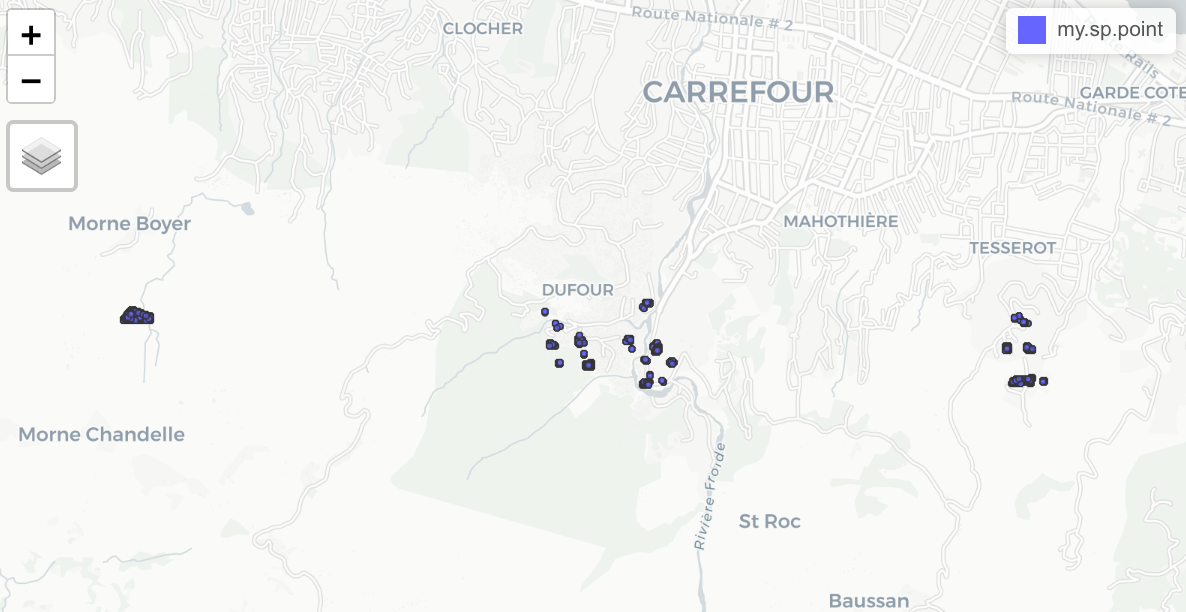 +
−
my.sp.point
Route Nationale # 2
CLOCHER
CARREFOUR
Rails
GARDE COTE
Route Nationale # 2
Morne Boyer
MAHOTHIÈRE
TESSEROT
DUFOUR
Morne Chandelle
Rivière Froide
St Roc
Baussan